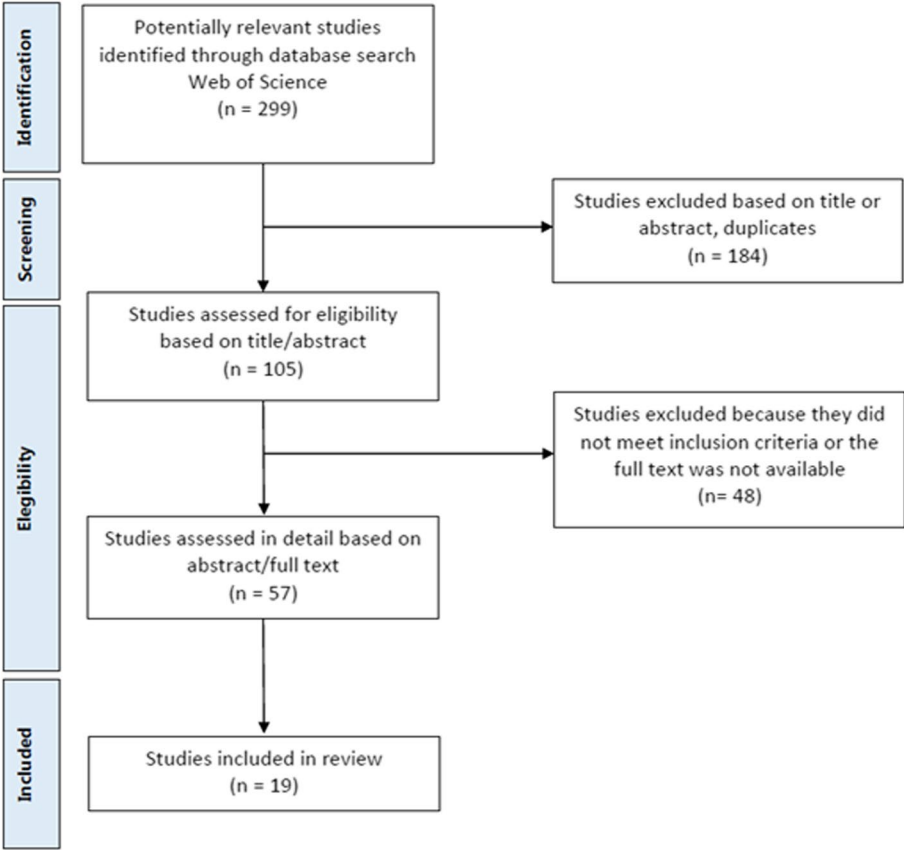 Identification
Potentially relevant studies
identified through database search
Web of Science
(n = 299)
Screening
Studies excluded based on title or
abstract, duplicates
(n = 184)
Elegibility
Studies assessed for eligibility
based on title/abstract
(n = 105)
Studies excluded because they did
not meet inclusion criteria or the
full text was not available
(n= 48)
Studies assessed in detail based on
abstract/full text
(n = 57)
Included
Studies included in review
(n = 19)